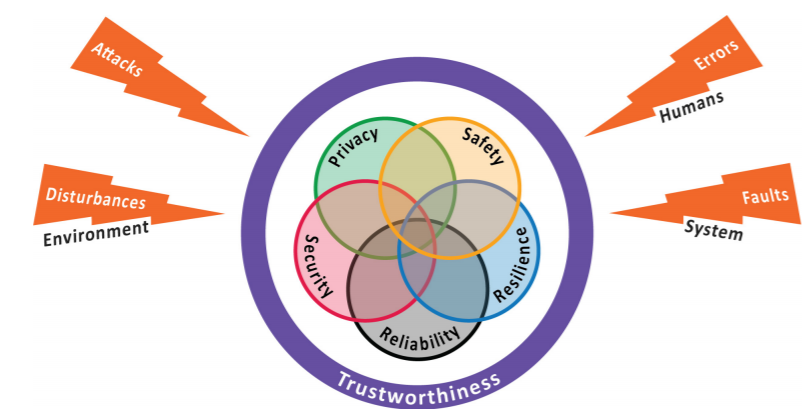 Attacks
Errors
Humans
Privacy
Safety
Disturbances
Environment
Faults
System
Security
Resilience
Reliability
Trustworthiness